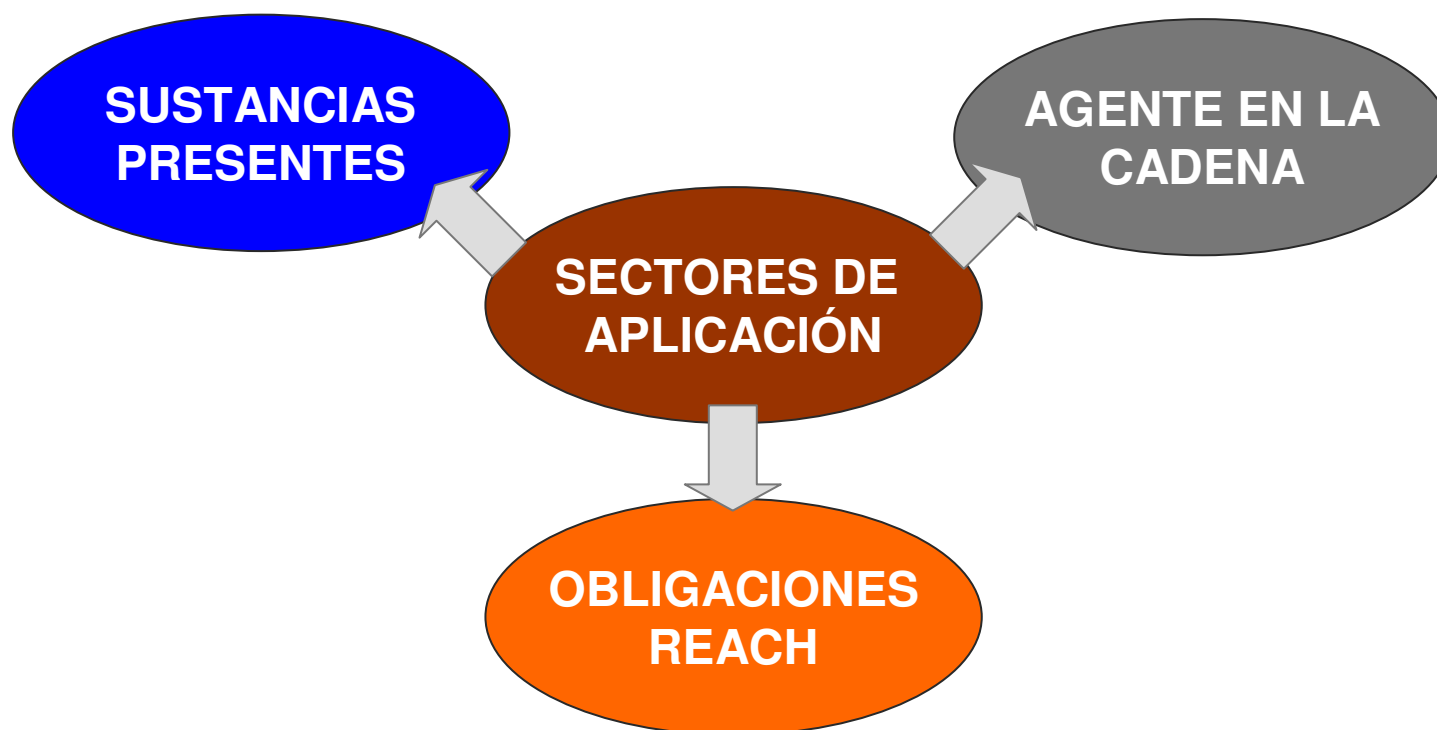 SUSTANCIAS
PRESENTES
AGENTE EN LA
CADENA
SECTORES DE
APLICACIÓN
OBLIGACIONES
REACH